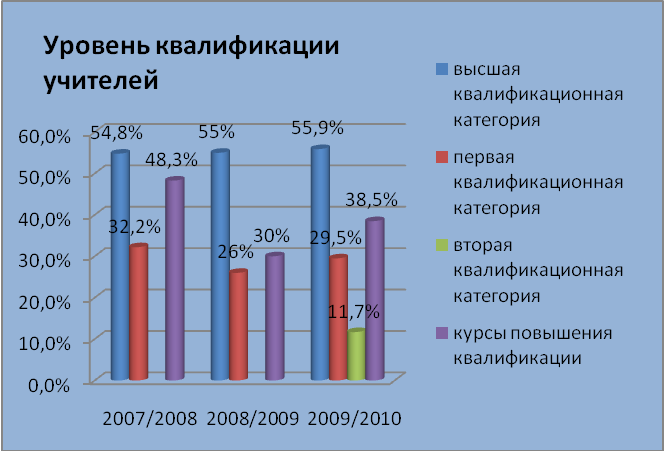 Уровень квалификации
учителей
высшая
квалификационная
категория
первая
квалификационная
категория
вторая
квалификационная
категория
курсы повышения
квалификации
60,0%
50,0%
40,0%
30,0%
20,0%
10,0%
0,0%
54,8%
32,2%
48,3%
55%
26%
30%
55,9%
29,5%
11,7%
38,5%
2007/2008 2008/2009 2009/2010